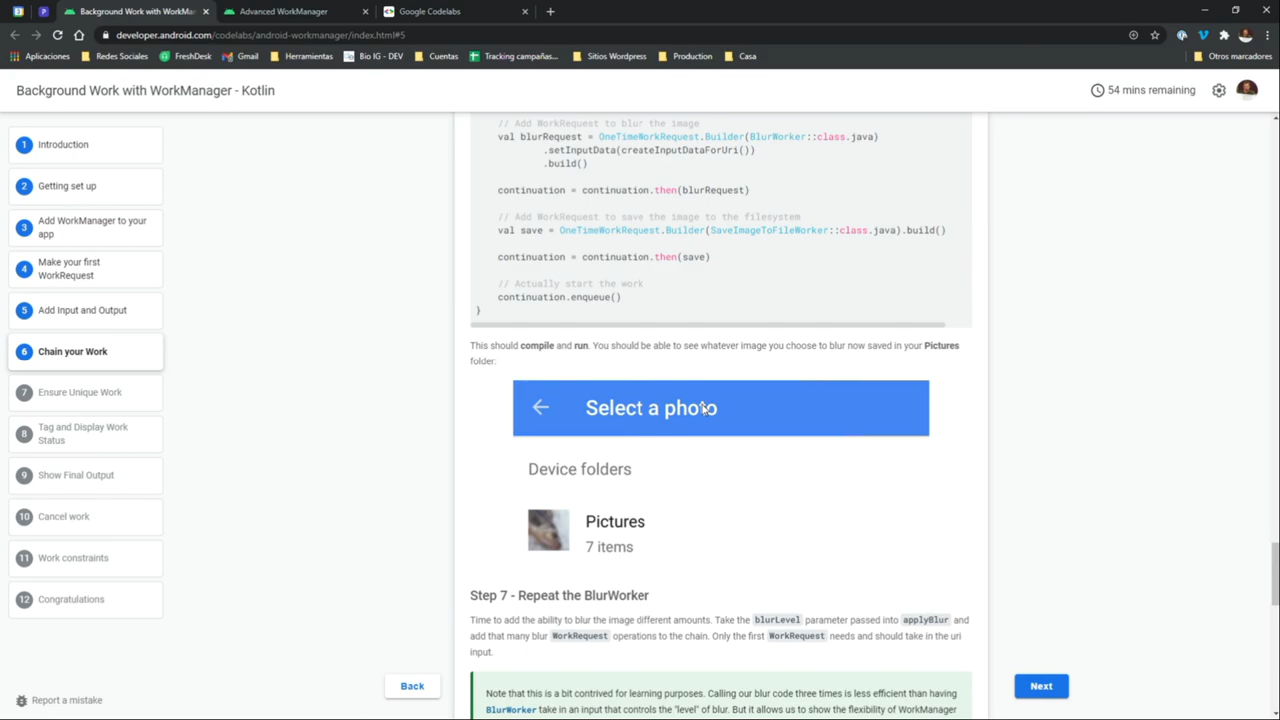 Background Work with WorkMa
Advanced WorkManager
Google Codelabs
developer.android.com/codelabs/android-workmanager/index.html#5
Aplicaciones
Redes Sociales
FreshDesk
Gmail
Herramientas
Bio IG - DEV
Cuentas
Tracking campañas...
Sitios Wordpress
Production
Casa
Otros marcadores
Background Work with WorkManager - Kotlin
54 mins remaining
1 Introduction
2 Getting set up
3 Add WorkManager to your
app
4 Make your first
WorkRequest
5 Add Input and Output
6 Chain your Work
7 Ensure Unique Work
8 Tag and Display Work
Status
9 Show Final Output
10 Cancel work
11 Work constraints
12 Congratulations
Report a mistake
// Add WorkRequest to blur the image
val blurRequest = OneTimeWorkRequest.Builder(BlurWorker::class.java)
.setInputData(createInputDataForUri())
.build()
continuation = continuation.then(blurRequest)
// Add WorkRequest to save the image to the filesystem
val save = OneTimeWorkRequest.Builder(SaveImageToFileWorker::class.java).build()
continuation = continuation.then(save)
// Actually start the work
continuation.enqueue()
}
This should compile and run. You should be able to see whatever image you choose to blur now saved in your Pictures
folder:
Select a photo
Device folders
Pictures
7 items
Step 7 - Repeat the BlurWorker
Time to add the ability to blur the image different amounts. Take the blurLevel parameter passed into applyBlur and
add that many blur WorkRequest operations to the chain. Only the first WorkRequest needs and should take in the uri
input.
Note that this is a bit contrived for learning purposes. Calling our blur code three times is less efficient than having
BlurWorker take in an input that controls the "level" of blur. But it allows us to show the flexibility of WorkManager
Back
Next